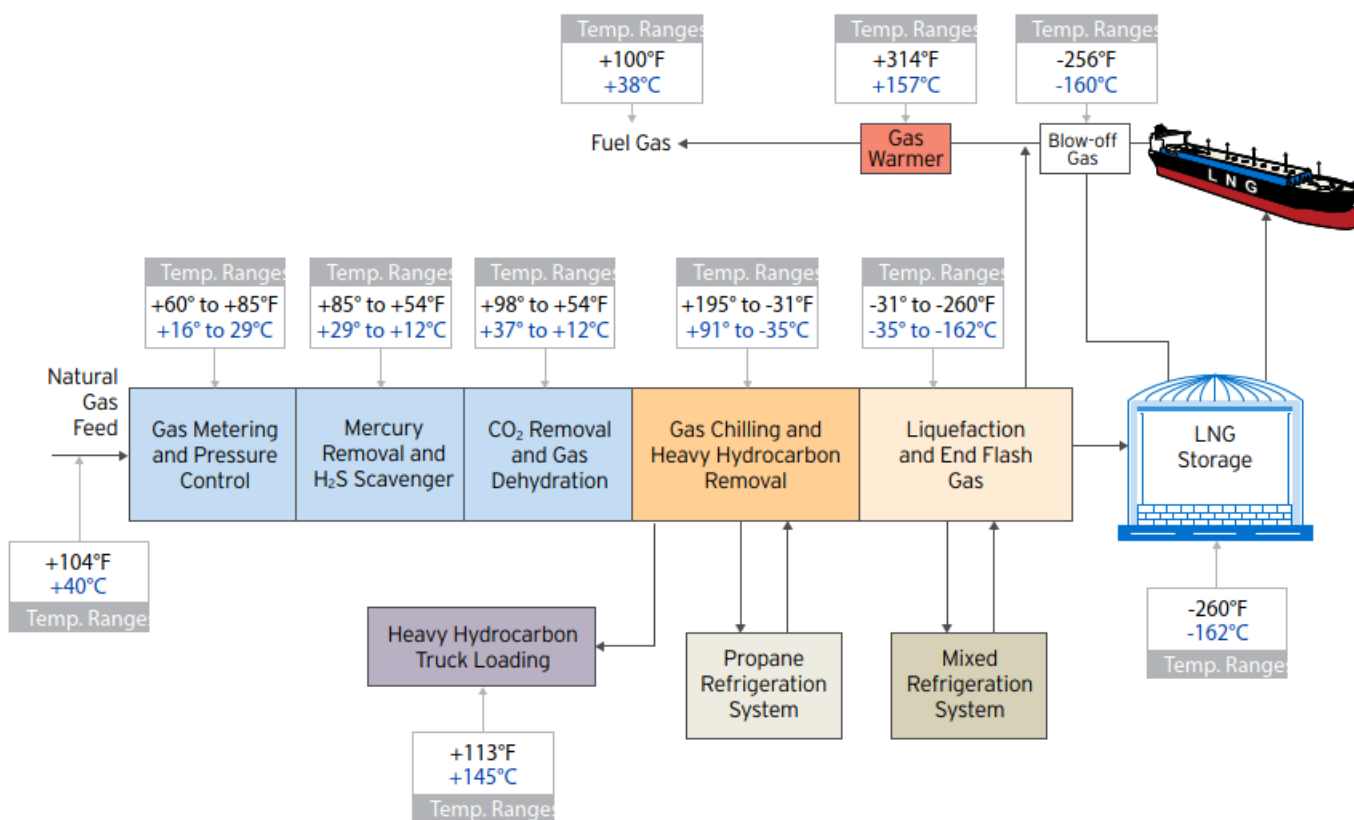 Temp. Ranges
+100°F
+38°C
Temp. Ranges
+314°F
+157°C
Temp. Ranges
-256°F
-160°C
Fuel Gas
Gas
Warmer
Blow-off
Gas
LNG
Temp. Ranges
+60° to +85°F
+16° to 29°C
Temp. Ranges
+85° to +54°F
+29° to +12°C
Temp. Ranges
+98° to +54°F
+37° to +12°C
Temp. Ranges
+195° to -31°F
+91° to -35°C
Temp. Ranges
-31° to -260°F
-35° to -162°C
Natural
Gas
Feed
Gas Metering
and Pressure
Control
Mercury
Removal and
H₂S Scavenger
CO₂ Removal
and Gas
Dehydration
Gas Chilling and
Heavy Hydrocarbon
Removal
Liquefaction
and End Flash
Gas
LNG
Storage
+104°F
+40°C
Temp. Ranges
Heavy Hydrocarbon
Truck Loading
Propane
Refrigeration
System
Mixed
Refrigeration
System
-260°F
-162°C
Temp. Ranges
+113°F
+145°C
Temp. Ranges